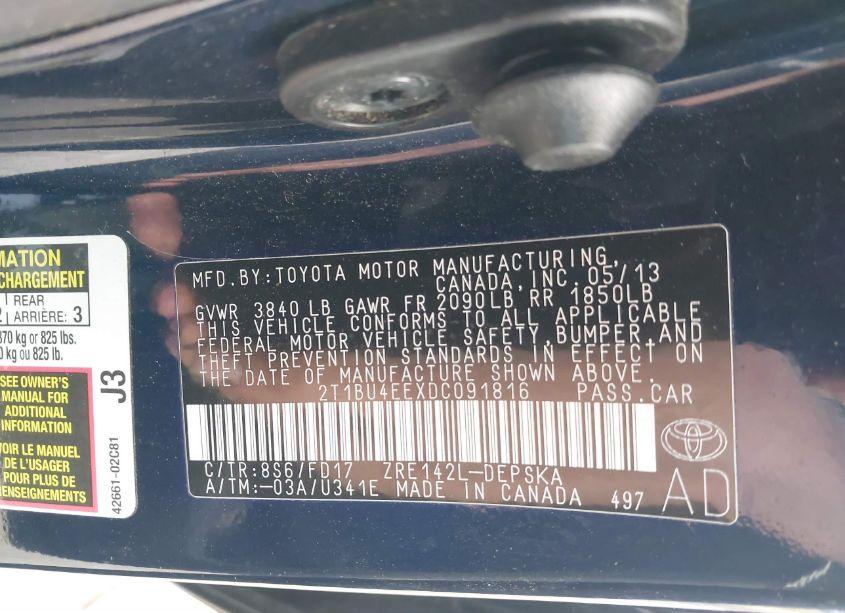 MATION
CHARGEMENT
REAR
ARRIÈRE: 3
370 kg or 825 lbs.
0 kg ou 825 lb.
SEE OWNER'S
MANUAL FOR
ADDITIONAL
INFORMATION
VOIR LE MANUEL
DE L'USAGER
POUR PLUS DE
RENSEIGNEMENTS
J3
42661-02C81
MFD.BY:TOYOTA MOTOR MANUFACTURING,
CANADA,INC.05/13
GVWR 3840 LB GAWR FR 2090LB RR 1850LB
THIS VEHICLE CONFORMS TO ALL APPLICABLE
FEDERAL MOTOR VEHICLE SAFETY,BUMPER,AND
THEFT PREVENTION STANDARDS IN EFFECT ON
THE DATE OF MANUFACTURE SHOWN ABOVE.
2T1BU4EEXDC091816 PASS.CAR
C/TR:8S6/FD17 ZRE142L-DEPSKA
A/TM:-03A/U341E MADE IN CANADA 497
AD